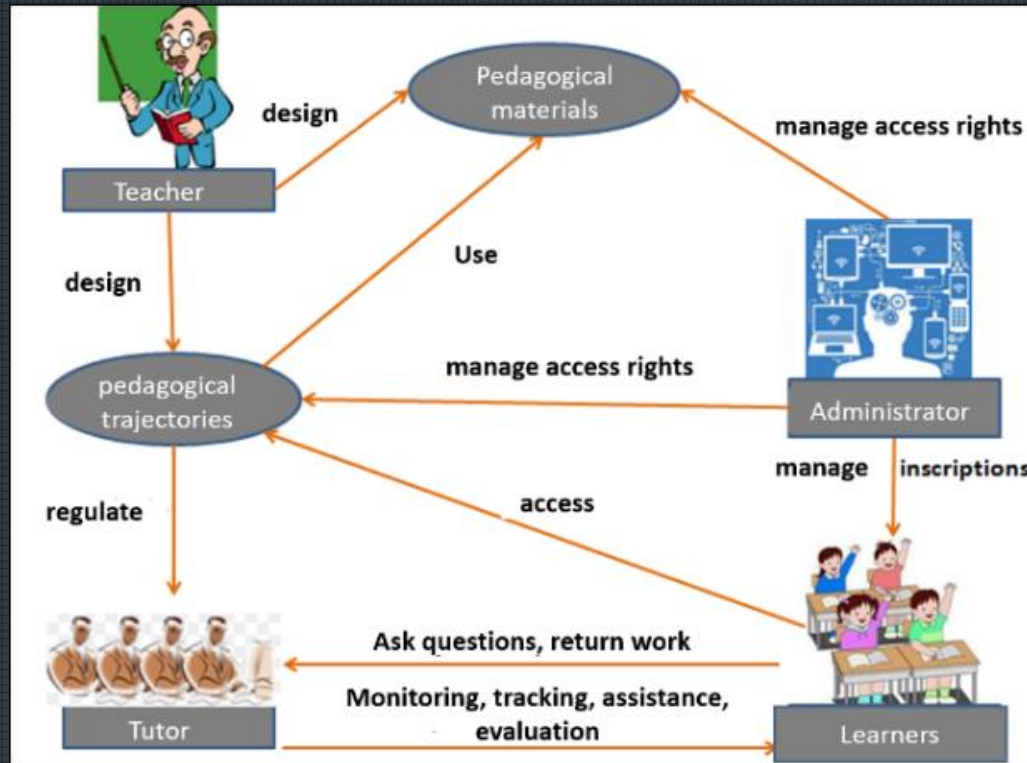 Pedagogical
materials
design
manage access rights
Teacher
Use
design
manage access rights
pedagogical
trajectories
Administrator
manage inscriptions
access
regulate
Ask questions, return work
Monitoring, tracking, assistance,
evaluation
Tutor
Learners